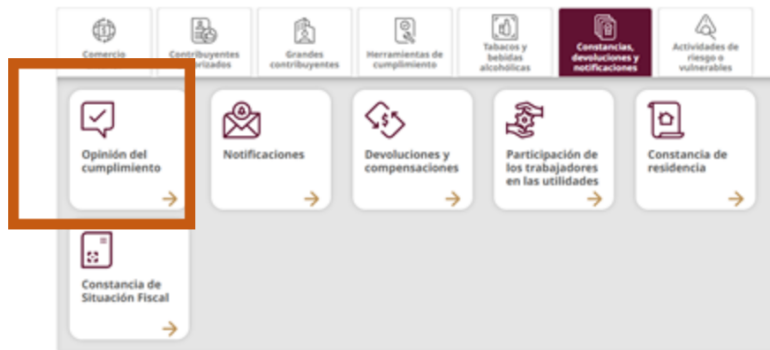 Comercio
Contribuyentes
Grandes
contribuyentes
Herramientas de
cumplimiento
Tabacos y
bebidas
alcohólicas
Constancias,
devoluciones y
notificaciones
Actividades de
riesgo o
vulnerables
Opinión del
cumplimiento
Notificaciones
Devoluciones y
compensaciones
Participación de
los trabajadores
en las utilidades
Constancia de
residencia
Constancia de
Situación Fiscal